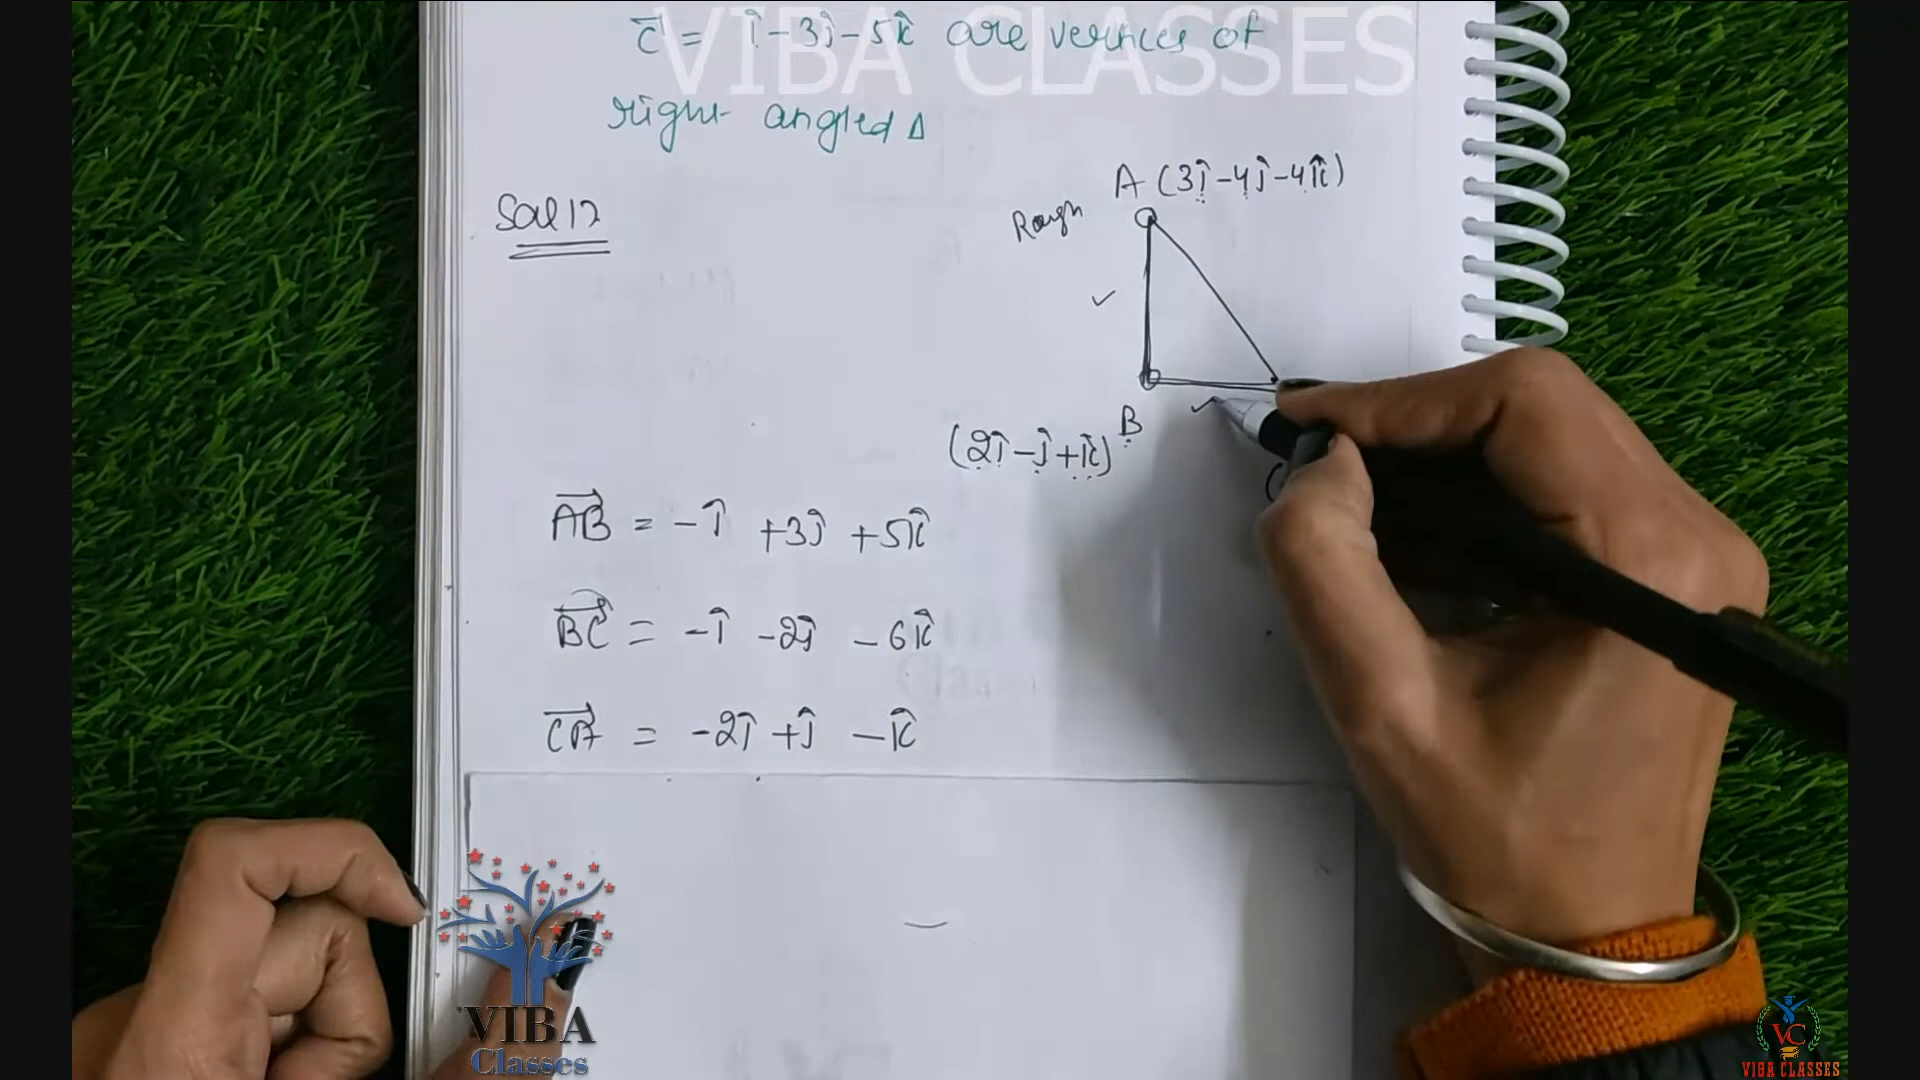 c⃗ = î - 3ĵ - 5k̂ are vertices of
VIBA CLASSES
right angled Δ
A (3î - 4ĵ - 4k̂)
Rough
Sol 17
B
(2î - ĵ + k̂)
AB⃗ = -î + 3ĵ + 5k̂
BC⃗ = -î - 2ĵ - 6k̂
CA⃗ = -2î + ĵ - k̂
VIBA
Classes
VC
VIBA CLASSES